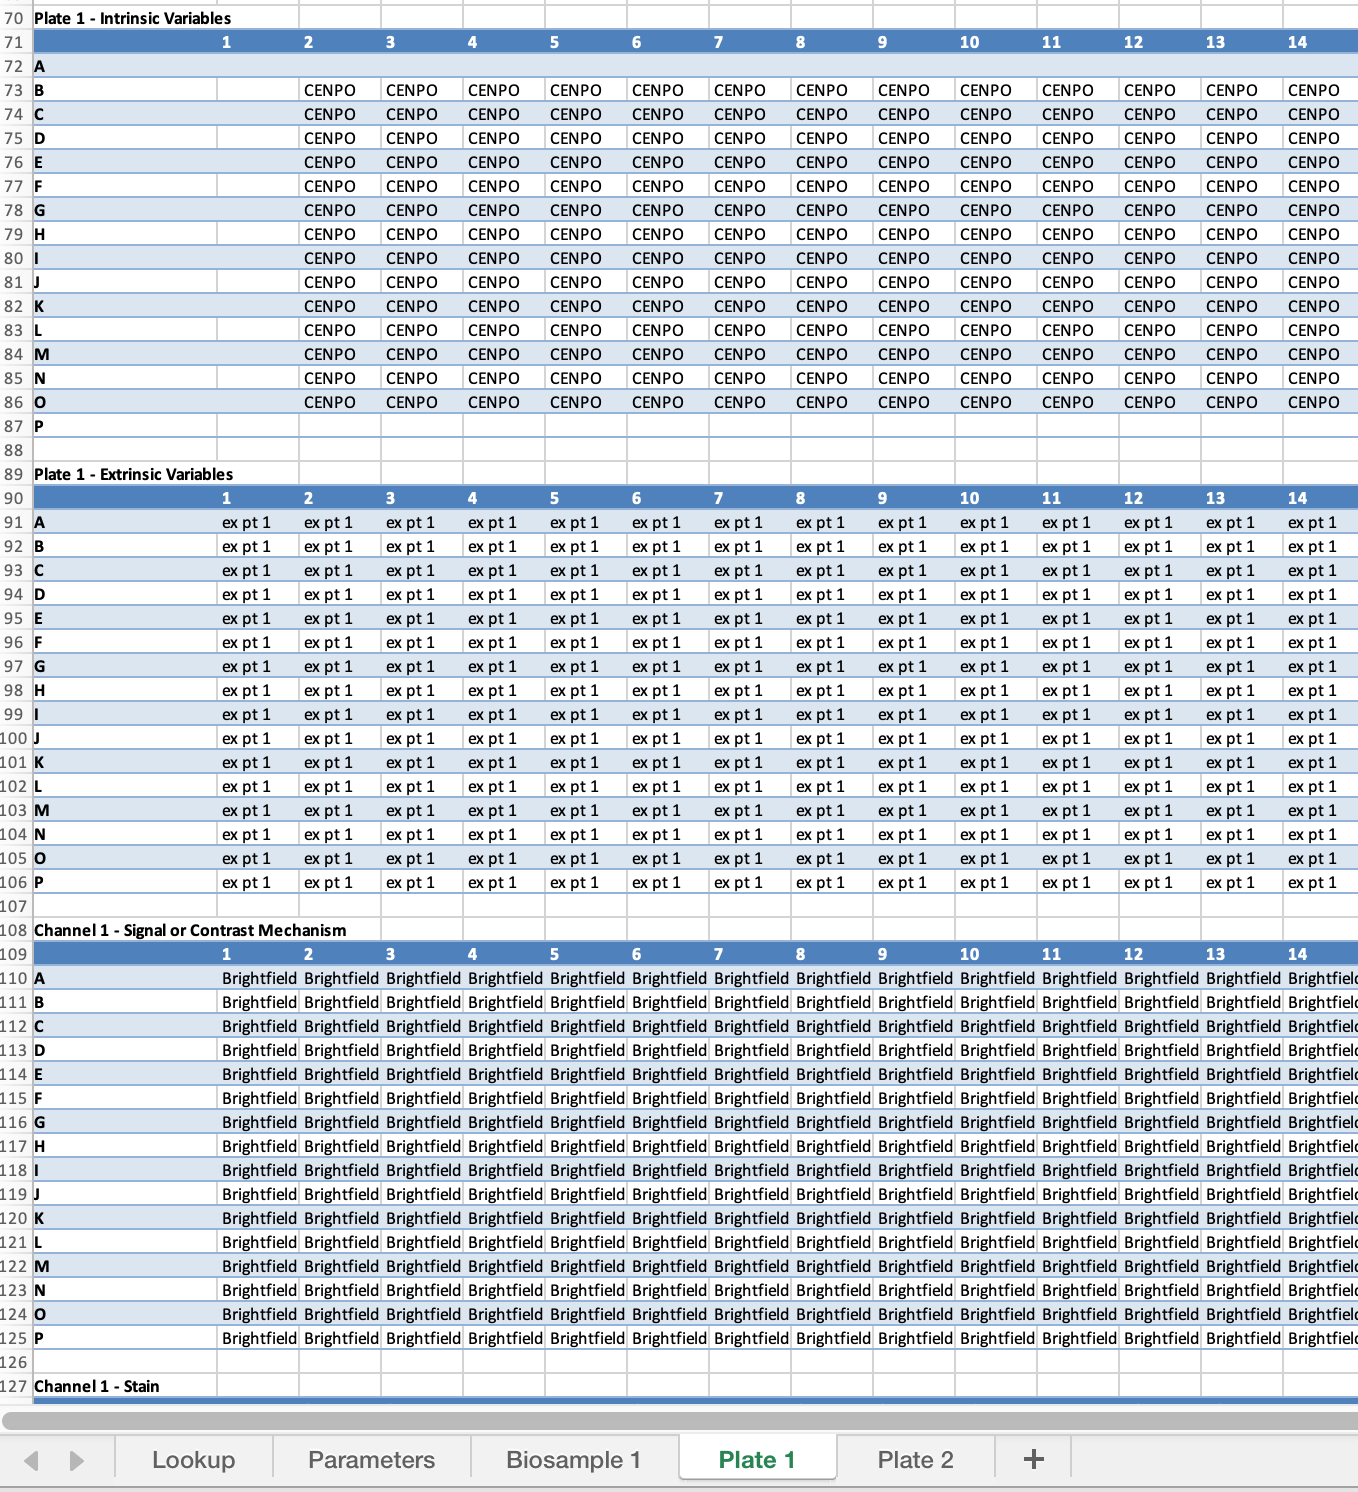 70 Plate 1 - Intrinsic Variables
71 1 2 3 4 5 6 7 8 9 10 11 12 13 14
72 A
73 B CENPO CENPO CENPO CENPO CENPO CENPO CENPO CENPO CENPO CENPO CENPO CENPO CENPO
74 C CENPO CENPO CENPO CENPO CENPO CENPO CENPO CENPO CENPO CENPO CENPO CENPO CENPO
75 D CENPO CENPO CENPO CENPO CENPO CENPO CENPO CENPO CENPO CENPO CENPO CENPO CENPO
76 E CENPO CENPO CENPO CENPO CENPO CENPO CENPO CENPO CENPO CENPO CENPO CENPO CENPO
77 F CENPO CENPO CENPO CENPO CENPO CENPO CENPO CENPO CENPO CENPO CENPO CENPO CENPO
78 G CENPO CENPO CENPO CENPO CENPO CENPO CENPO CENPO CENPO CENPO CENPO CENPO CENPO
79 H CENPO CENPO CENPO CENPO CENPO CENPO CENPO CENPO CENPO CENPO CENPO CENPO CENPO
80 I CENPO CENPO CENPO CENPO CENPO CENPO CENPO CENPO CENPO CENPO CENPO CENPO CENPO
81 J CENPO CENPO CENPO CENPO CENPO CENPO CENPO CENPO CENPO CENPO CENPO CENPO CENPO
82 K CENPO CENPO CENPO CENPO CENPO CENPO CENPO CENPO CENPO CENPO CENPO CENPO CENPO
83 L CENPO CENPO CENPO CENPO CENPO CENPO CENPO CENPO CENPO CENPO CENPO CENPO CENPO
84 M CENPO CENPO CENPO CENPO CENPO CENPO CENPO CENPO CENPO CENPO CENPO CENPO CENPO
85 N CENPO CENPO CENPO CENPO CENPO CENPO CENPO CENPO CENPO CENPO CENPO CENPO CENPO
86 O CENPO CENPO CENPO CENPO CENPO CENPO CENPO CENPO CENPO CENPO CENPO CENPO CENPO
87 P
88
89 Plate 1 - Extrinsic Variables
90 1 2 3 4 5 6 7 8 9 10 11 12 13 14
91 A ex pt 1 ex pt 1 ex pt 1 ex pt 1 ex pt 1 ex pt 1 ex pt 1 ex pt 1 ex pt 1 ex pt 1 ex pt 1 ex pt 1 ex pt 1 ex pt 1
92 B ex pt 1 ex pt 1 ex pt 1 ex pt 1 ex pt 1 ex pt 1 ex pt 1 ex pt 1 ex pt 1 ex pt 1 ex pt 1 ex pt 1 ex pt 1 ex pt 1
93 C ex pt 1 ex pt 1 ex pt 1 ex pt 1 ex pt 1 ex pt 1 ex pt 1 ex pt 1 ex pt 1 ex pt 1 ex pt 1 ex pt 1 ex pt 1 ex pt 1
94 D ex pt 1 ex pt 1 ex pt 1 ex pt 1 ex pt 1 ex pt 1 ex pt 1 ex pt 1 ex pt 1 ex pt 1 ex pt 1 ex pt 1 ex pt 1 ex pt 1
95 E ex pt 1 ex pt 1 ex pt 1 ex pt 1 ex pt 1 ex pt 1 ex pt 1 ex pt 1 ex pt 1 ex pt 1 ex pt 1 ex pt 1 ex pt 1 ex pt 1
96 F ex pt 1 ex pt 1 ex pt 1 ex pt 1 ex pt 1 ex pt 1 ex pt 1 ex pt 1 ex pt 1 ex pt 1 ex pt 1 ex pt 1 ex pt 1 ex pt 1
97 G ex pt 1 ex pt 1 ex pt 1 ex pt 1 ex pt 1 ex pt 1 ex pt 1 ex pt 1 ex pt 1 ex pt 1 ex pt 1 ex pt 1 ex pt 1 ex pt 1
98 H ex pt 1 ex pt 1 ex pt 1 ex pt 1 ex pt 1 ex pt 1 ex pt 1 ex pt 1 ex pt 1 ex pt 1 ex pt 1 ex pt 1 ex pt 1 ex pt 1
99 I ex pt 1 ex pt 1 ex pt 1 ex pt 1 ex pt 1 ex pt 1 ex pt 1 ex pt 1 ex pt 1 ex pt 1 ex pt 1 ex pt 1 ex pt 1 ex pt 1
100 J ex pt 1 ex pt 1 ex pt 1 ex pt 1 ex pt 1 ex pt 1 ex pt 1 ex pt 1 ex pt 1 ex pt 1 ex pt 1 ex pt 1 ex pt 1 ex pt 1
101 K ex pt 1 ex pt 1 ex pt 1 ex pt 1 ex pt 1 ex pt 1 ex pt 1 ex pt 1 ex pt 1 ex pt 1 ex pt 1 ex pt 1 ex pt 1 ex pt 1
102 L ex pt 1 ex pt 1 ex pt 1 ex pt 1 ex pt 1 ex pt 1 ex pt 1 ex pt 1 ex pt 1 ex pt 1 ex pt 1 ex pt 1 ex pt 1 ex pt 1
103 M ex pt 1 ex pt 1 ex pt 1 ex pt 1 ex pt 1 ex pt 1 ex pt 1 ex pt 1 ex pt 1 ex pt 1 ex pt 1 ex pt 1 ex pt 1 ex pt 1
104 N ex pt 1 ex pt 1 ex pt 1 ex pt 1 ex pt 1 ex pt 1 ex pt 1 ex pt 1 ex pt 1 ex pt 1 ex pt 1 ex pt 1 ex pt 1 ex pt 1
105 O ex pt 1 ex pt 1 ex pt 1 ex pt 1 ex pt 1 ex pt 1 ex pt 1 ex pt 1 ex pt 1 ex pt 1 ex pt 1 ex pt 1 ex pt 1 ex pt 1
106 P ex pt 1 ex pt 1 ex pt 1 ex pt 1 ex pt 1 ex pt 1 ex pt 1 ex pt 1 ex pt 1 ex pt 1 ex pt 1 ex pt 1 ex pt 1 ex pt 1
107
108 Channel 1 - Signal or Contrast Mechanism
109 1 2 3 4 5 6 7 8 9 10 11 12 13 14
110 A Brightfield Brightfield Brightfield Brightfield Brightfield Brightfield Brightfield Brightfield Brightfield Brightfield Brightfield Brightfield Brightfield Brightfiel
111 B Brightfield Brightfield Brightfield Brightfield Brightfield Brightfield Brightfield Brightfield Brightfield Brightfield Brightfield Brightfield Brightfield Brightfiel
112 C Brightfield Brightfield Brightfield Brightfield Brightfield Brightfield Brightfield Brightfield Brightfield Brightfield Brightfield Brightfield Brightfield Brightfiel
113 D Brightfield Brightfield Brightfield Brightfield Brightfield Brightfield Brightfield Brightfield Brightfield Brightfield Brightfield Brightfield Brightfield Brightfiel
114 E Brightfield Brightfield Brightfield Brightfield Brightfield Brightfield Brightfield Brightfield Brightfield Brightfield Brightfield Brightfield Brightfield Brightfiel
115 F Brightfield Brightfield Brightfield Brightfield Brightfield Brightfield Brightfield Brightfield Brightfield Brightfield Brightfield Brightfield Brightfield Brightfiel
116 G Brightfield Brightfield Brightfield Brightfield Brightfield Brightfield Brightfield Brightfield Brightfield Brightfield Brightfield Brightfield Brightfield Brightfiel
117 H Brightfield Brightfield Brightfield Brightfield Brightfield Brightfield Brightfield Brightfield Brightfield Brightfield Brightfield Brightfield Brightfield Brightfiel
118 I Brightfield Brightfield Brightfield Brightfield Brightfield Brightfield Brightfield Brightfield Brightfield Brightfield Brightfield Brightfield Brightfield Brightfiel
119 J Brightfield Brightfield Brightfield Brightfield Brightfield Brightfield Brightfield Brightfield Brightfield Brightfield Brightfield Brightfield Brightfield Brightfiel
120 K Brightfield Brightfield Brightfield Brightfield Brightfield Brightfield Brightfield Brightfield Brightfield Brightfield Brightfield Brightfield Brightfield Brightfiel
121 L Brightfield Brightfield Brightfield Brightfield Brightfield Brightfield Brightfield Brightfield Brightfield Brightfield Brightfield Brightfield Brightfield Brightfiel
122 M Brightfield Brightfield Brightfield Brightfield Brightfield Brightfield Brightfield Brightfield Brightfield Brightfield Brightfield Brightfield Brightfield Brightfiel
123 N Brightfield Brightfield Brightfield Brightfield Brightfield Brightfield Brightfield Brightfield Brightfield Brightfield Brightfield Brightfield Brightfield Brightfiel
124 O Brightfield Brightfield Brightfield Brightfield Brightfield Brightfield Brightfield Brightfield Brightfield Brightfield Brightfield Brightfield Brightfield Brightfiel
125 P Brightfield Brightfield Brightfield Brightfield Brightfield Brightfield Brightfield Brightfield Brightfield Brightfield Brightfield Brightfield Brightfield Brightfiel
126
127 Channel 1 - Stain
Lookup Parameters Biosample 1 Plate 1 Plate 2 +